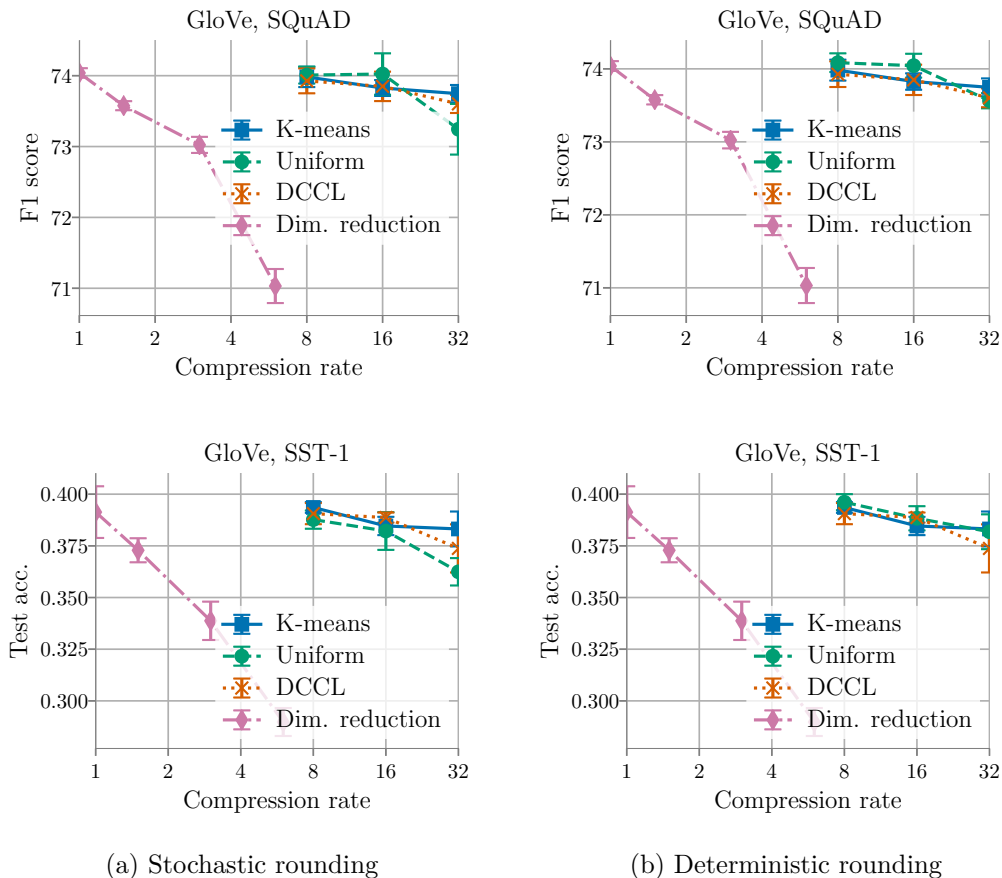 GloVe, SQuAD
74
73
72
71
F1 score
K-means
Uniform
DCCL
Dim. reduction
1 2 4 8 16 32
Compression rate
GloVe, SQuAD
74
73
72
71
F1 score
K-means
Uniform
DCCL
Dim. reduction
1 2 4 8 16 32
Compression rate
GloVe, SST-1
0.400
0.375
0.350
0.325
0.300
Test acc.
K-means
Uniform
DCCL
Dim. reduction
1 2 4 8 16 32
Compression rate
GloVe, SST-1
0.400
0.375
0.350
0.325
0.300
Test acc.
K-means
Uniform
DCCL
Dim. reduction
1 2 4 8 16 32
Compression rate
(a) Stochastic rounding
(b) Deterministic rounding